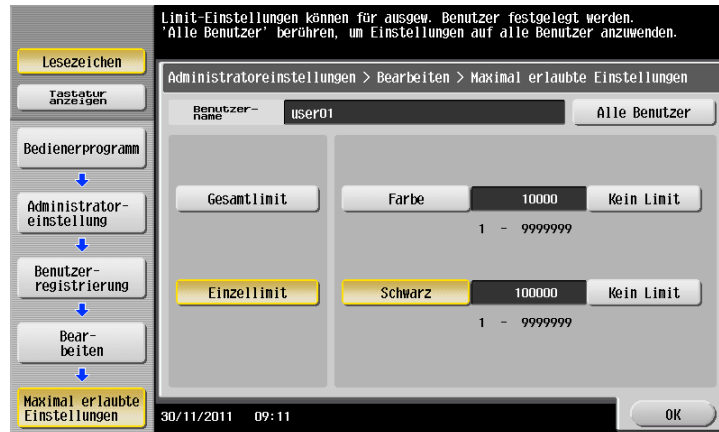 Limit-Einstellungen können für ausgew. Benutzer festgelegt werden.
'Alle Benutzer' berühren, um Einstellungen auf alle Benutzer anzuwenden.
Lesezeichen
Tastatur
anzeigen
Bedienerprogramm
Administrator-
einstellung
Benutzer-
registrierung
Bear-
beiten
Maximal erlaubte
Einstellungen
Administratoreinstellungen > Bearbeiten > Maximal erlaubte Einstellungen
Benutzer-
name
user01
Alle Benutzer
Gesamtlimit
Farbe
10000
Kein Limit
1 - 9999999
Einzellimit
Schwarz
100000
Kein Limit
1 - 9999999
30/11/2011 09:11
OK